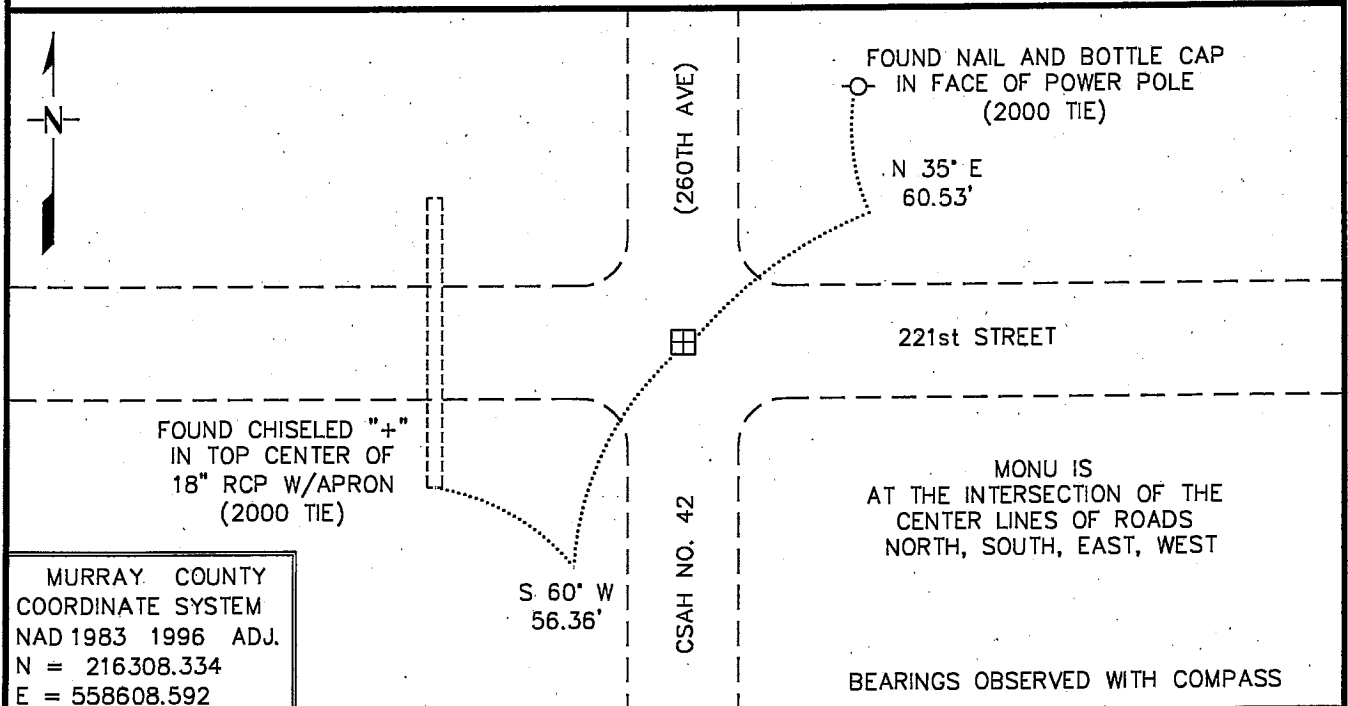 N
(260TH AVE)
FOUND NAIL AND BOTTLE CAP
IN FACE OF POWER POLE
(2000 TIE)
N 35° E
60.53'
221st STREET
FOUND CHISELED "+"
IN TOP CENTER OF
18" RCP W/APRON
(2000 TIE)
S 60° W
56.36'
CSAH NO. 42
MONU IS
AT THE INTERSECTION OF THE
CENTER LINES OF ROADS
NORTH, SOUTH, EAST, WEST
MURRAY COUNTY
COORDINATE SYSTEM
NAD 1983 1996 ADJ.
N = 216308.334
E = 558608.592
BEARINGS OBSERVED WITH COMPASS